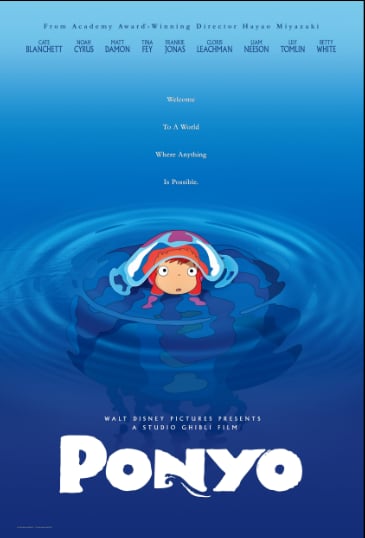 From Academy Award-Winning Director Hayao Miyazaki
CATE BLANCHETT NOAH CYRUS MATT DAMON TINA FEY FRANKIE JONAS CLORIS LEACHMAN LIAM NEESON LILY TOMLIN BETTY WHITE
Welcome
To A World
Where Anything
Is Possible.
WALT DISNEY PICTURES PRESENTS
A STUDIO GHIBLI FILM
PONYO